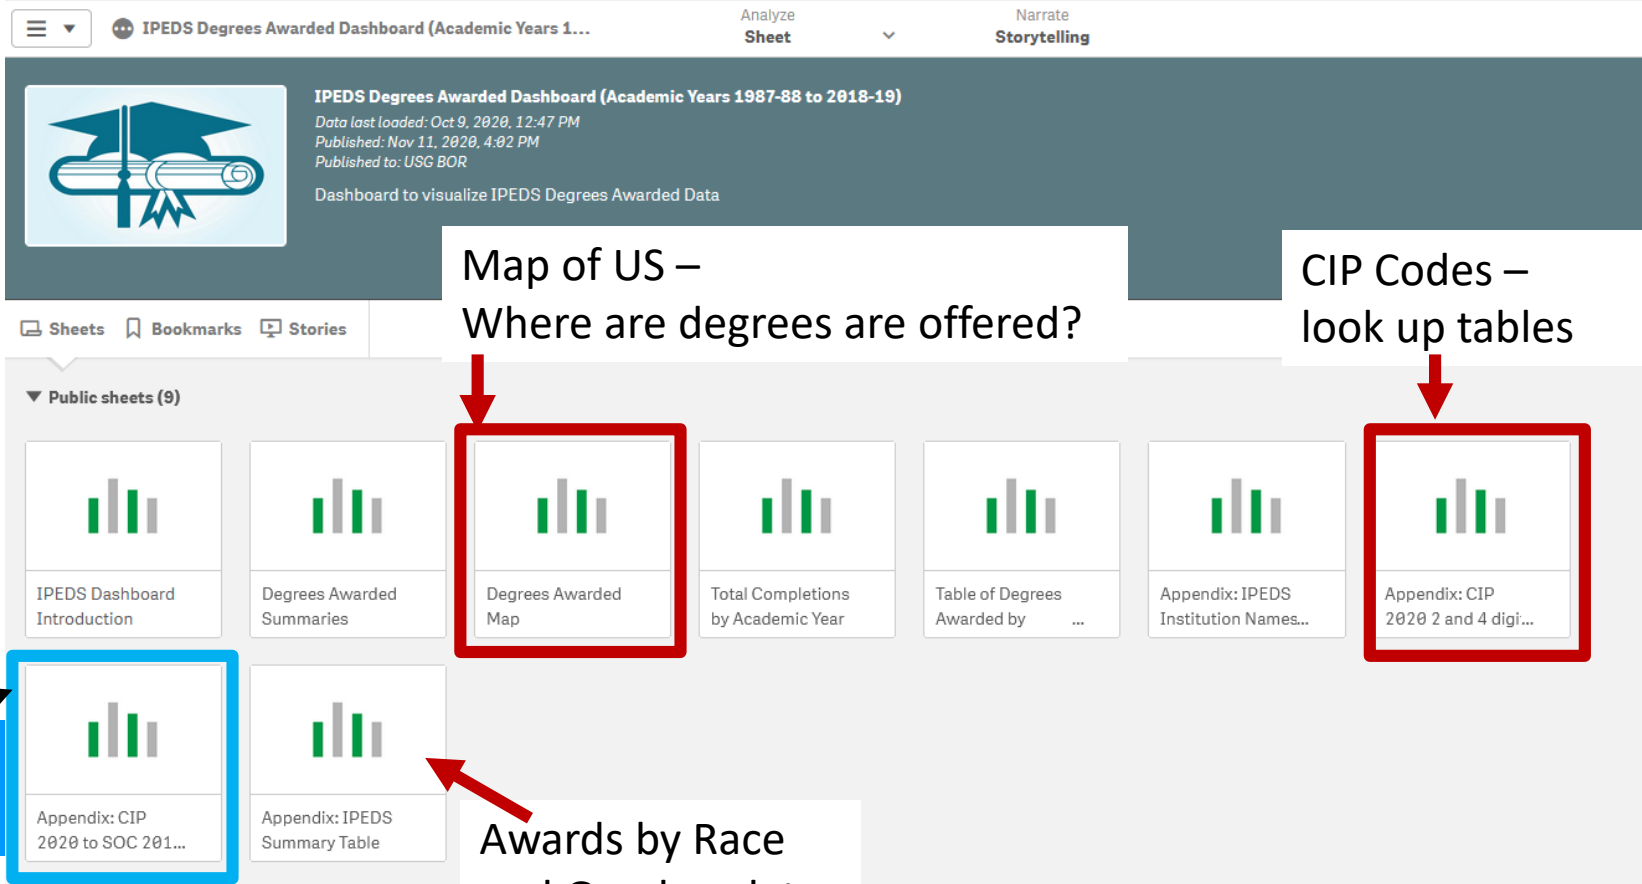 IPEDS Degrees Awarded Dashboard (Academic Years 1...
Analyze
Sheet
Narrate
Storytelling
IPEDS Degrees Awarded Dashboard (Academic Years 1987-88 to 2018-19)
Data last loaded: Oct 9, 2020, 12:47 PM
Published: Nov 11, 2020, 4:02 PM
Published to: USG BOR
Dashboard to visualize IPEDS Degrees Awarded Data
Map of US –
Where are degrees are offered?
CIP Codes –
look up tables
Sheets Bookmarks Stories
Public sheets (9)
IPEDS Dashboard
Introduction
Degrees Awarded
Summaries
Degrees Awarded
Map
Total Completions
by Academic Year
Table of Degrees
Awarded by ...
Appendix: IPEDS
Institution Names...
Appendix: CIP
2020 2 and 4 digi...
Appendix: CIP
2020 to SOC 201...
Appendix: IPEDS
Summary Table
Awards by Race